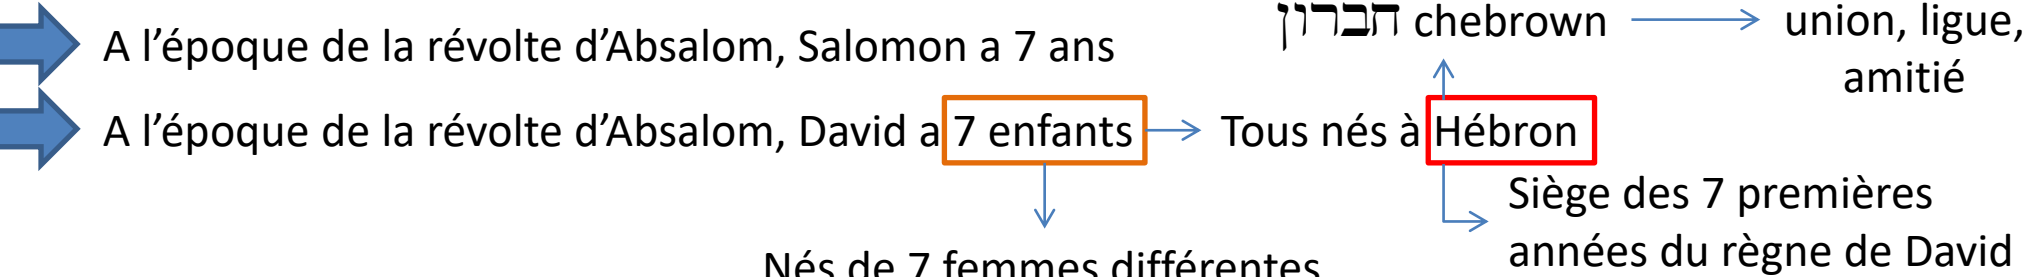 חברון chebrown union, ligue,
amitié
A l’époque de la révolte d’Absalom, Salomon a 7 ans
A l’époque de la révolte d’Absalom, David a 7 enfants Tous nés à Hébron
Siège des 7 premières
années du règne de David
Nés de 7 femmes différentes